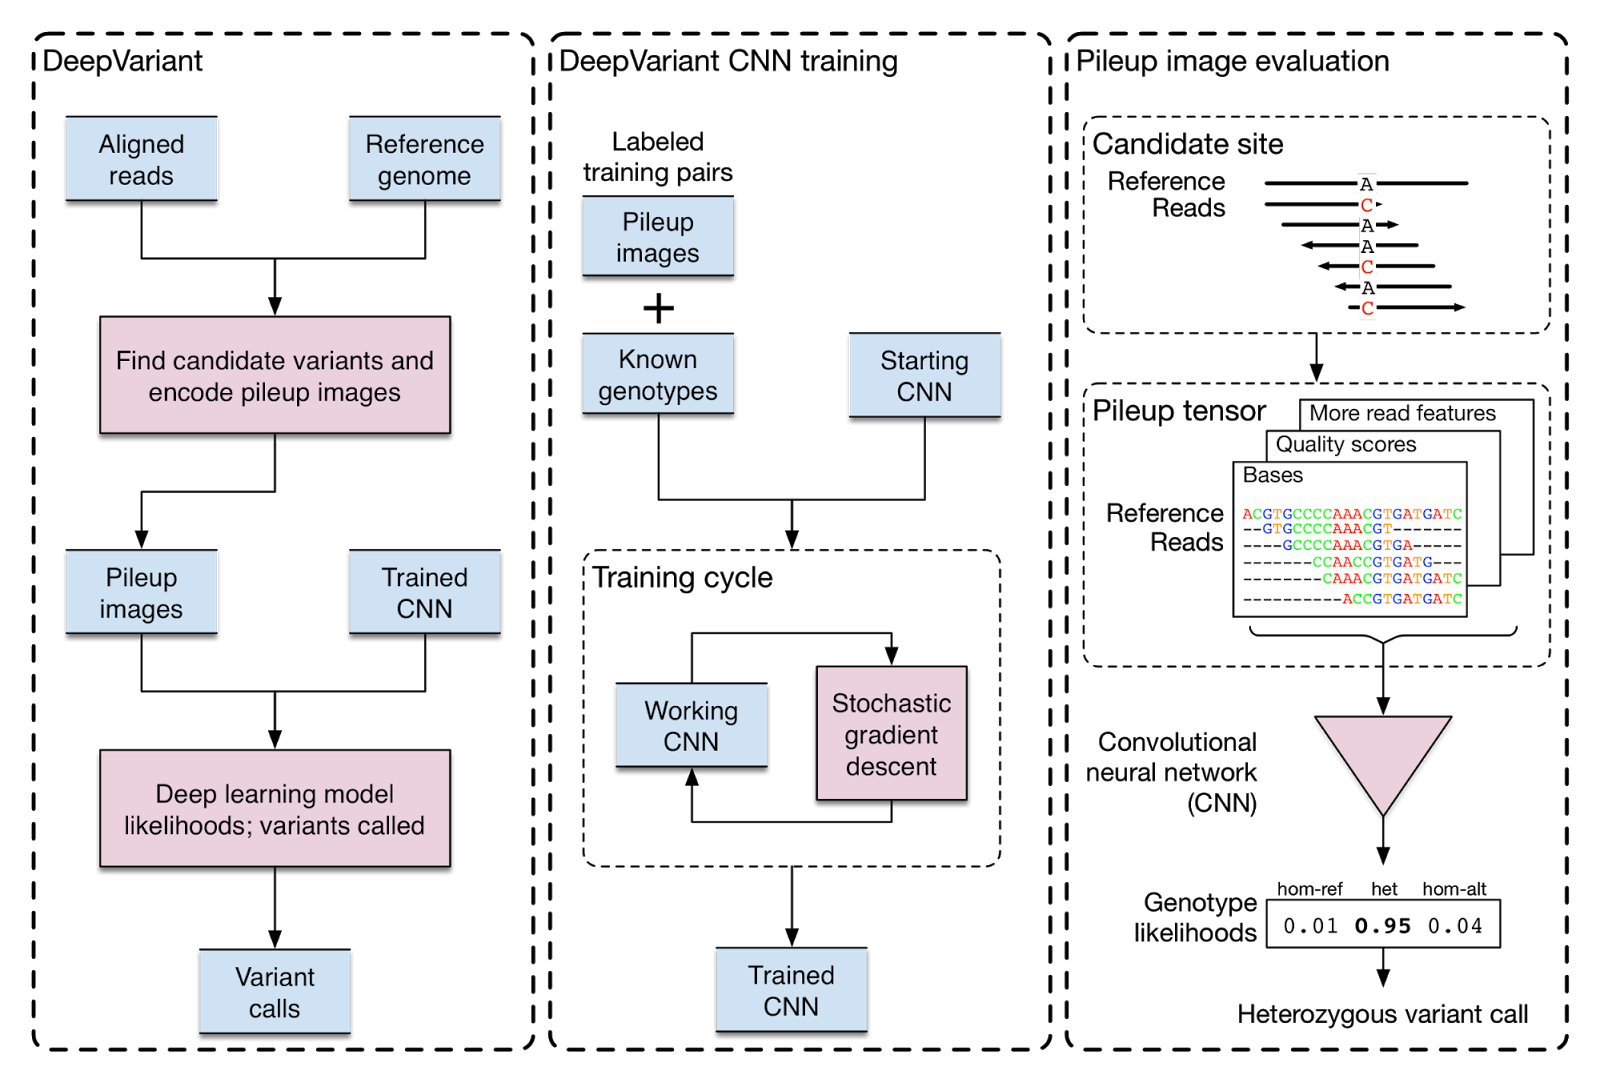 DeepVariant
Aligned
reads
Reference
genome
Find candidate variants and
encode pileup images
Pileup
images
Trained
CNN
Deep learning model
likelihoods; variants called
Variant
calls
DeepVariant CNN training
Labeled
training pairs
Pileup
images
+
Known
genotypes
Starting
CNN
Training cycle
Working
CNN
Stochastic
gradient
descent
Trained
CNN
Pileup image evaluation
Candidate site
Reference
Reads
A
C
A
A
C
A
C
Pileup tensor
More read features
Quality scores
Bases
Reference
Reads
ACGTGCCCCAAACGTGATGATC
--GTGCCCCAAACGT-------
----GCCCCAAACGTGA-----
-------CCAACCGTGATG---
--------CAAACGTGATGATC
----------ACCGTGATGATC
Convolutional
neural network
(CNN)
hom-ref het hom-alt
Genotype
likelihoods
0.01 0.95 0.04
Heterozygous variant call